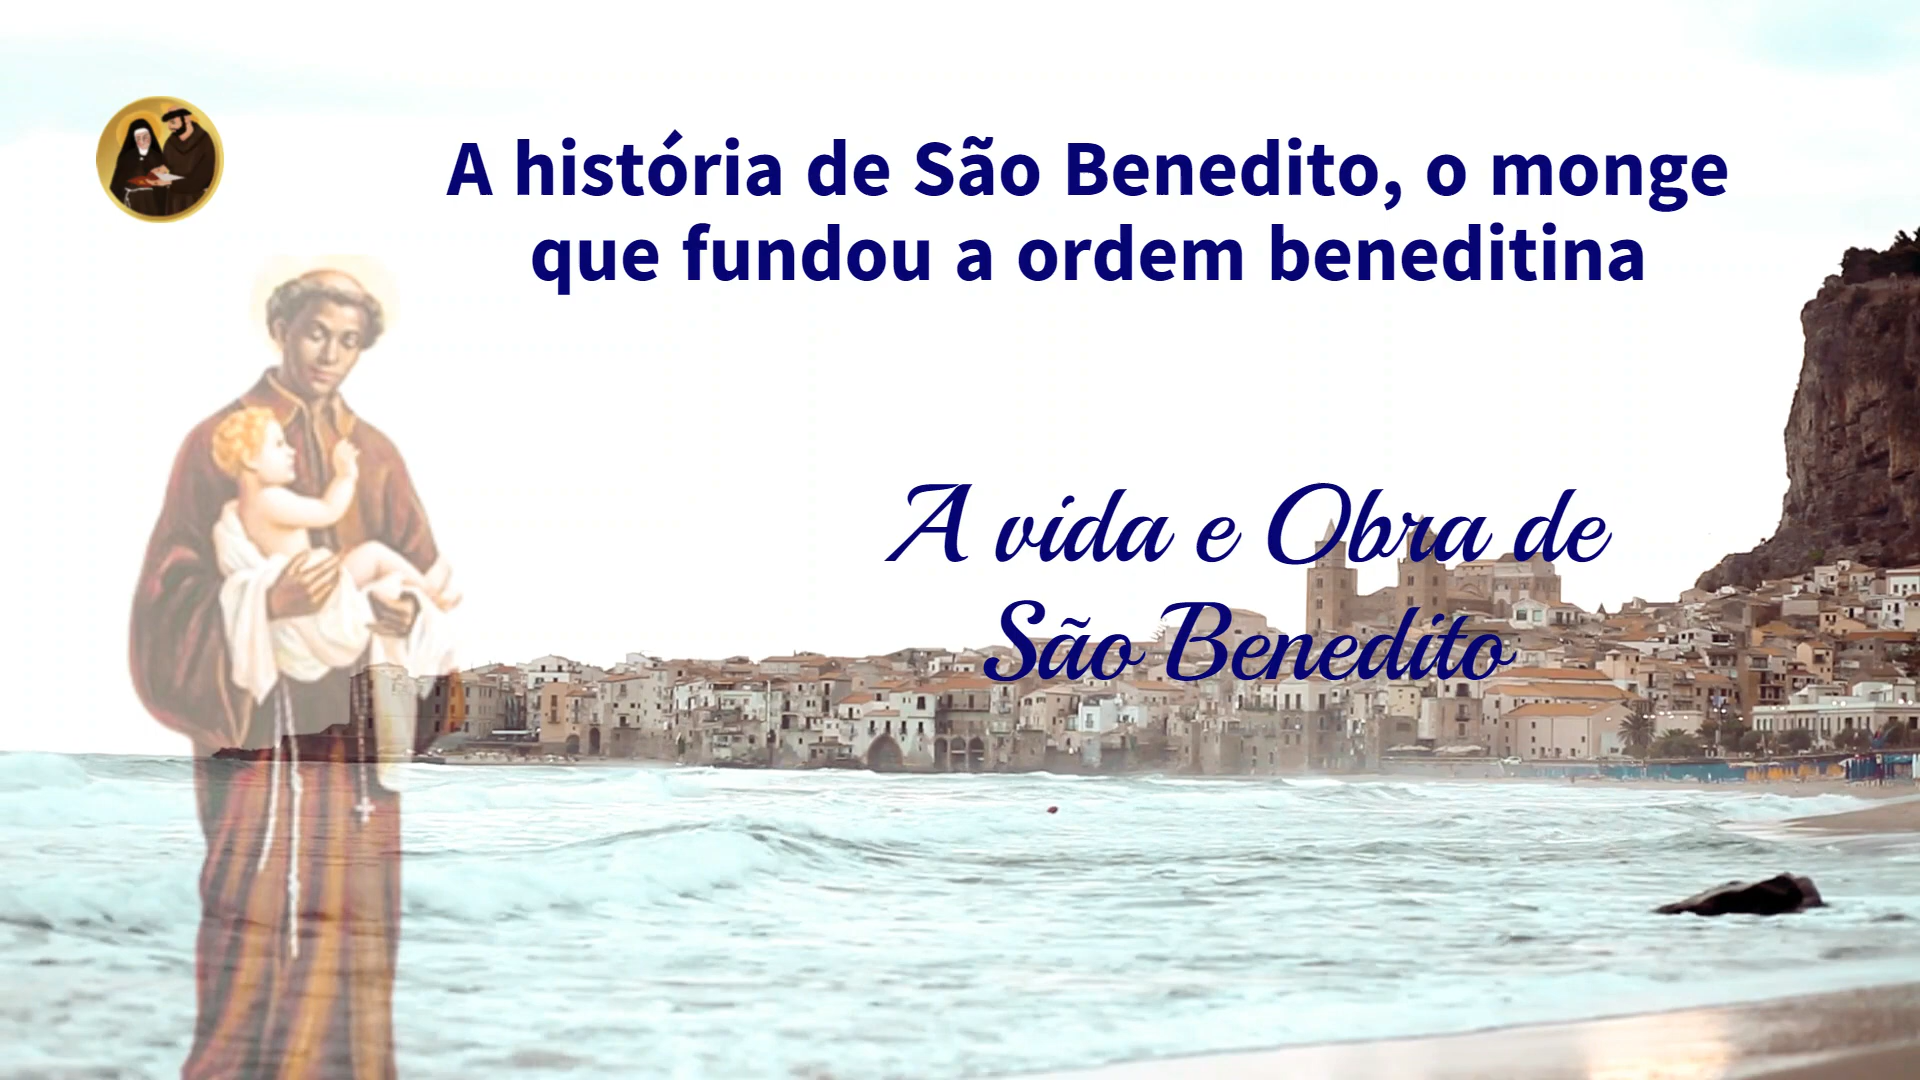 A história de São Benedito, o monge
que fundou a ordem beneditina
A vida e Obra de
São Benedito